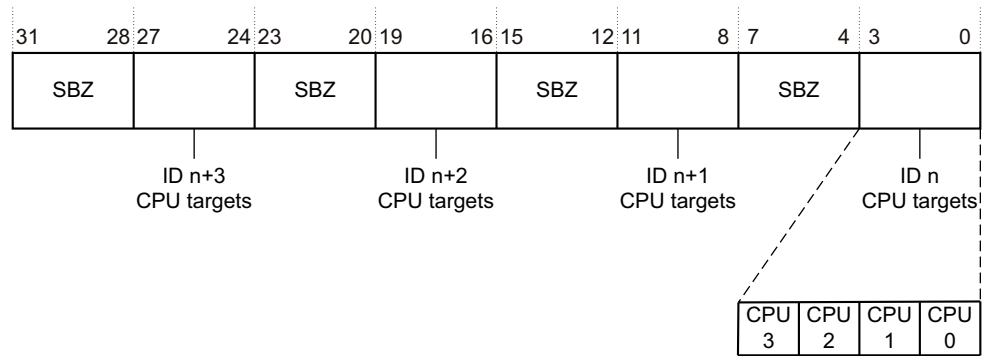 31 28 27 24 23 20 19 16 15 12 11 8 7 4 3 0
SBZ SBZ SBZ SBZ
ID n+3 ID n+2 ID n+1 ID n
CPU targets CPU targets CPU targets CPU targets
CPU CPU CPU CPU
3 2 1 0